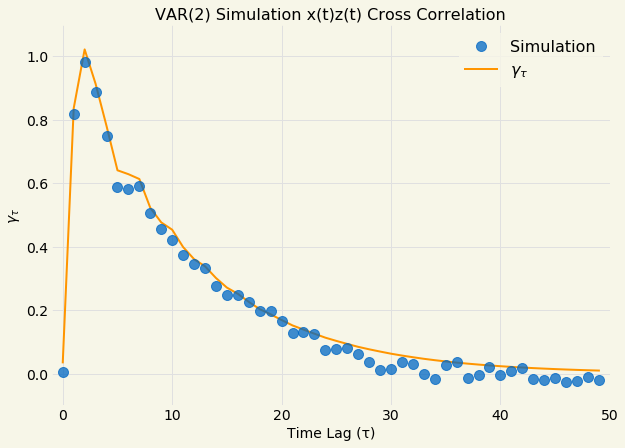 VAR(2) Simulation x(t)z(t) Cross Correlation
Simulation
γτ
γτ
1.0
0.8
0.6
0.4
0.2
0.0
0 10 20 30 40 50
Time Lag (τ)